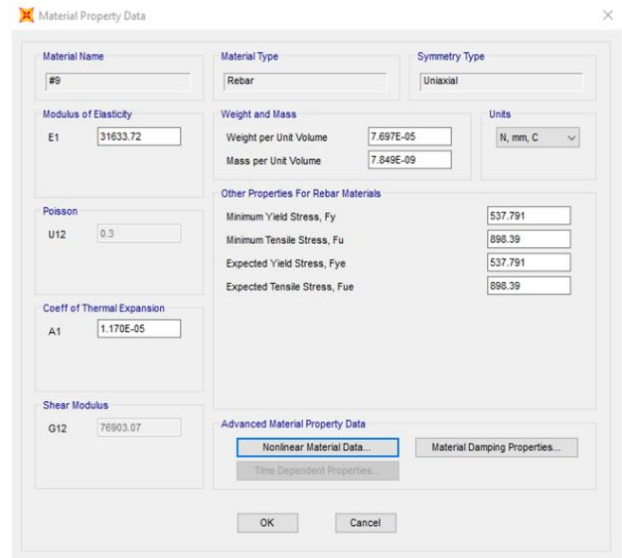 Material Property Data
Material Name
#9
Material Type
Rebar
Symmetry Type
Uniaxial
Modulus of Elasticity
E1 31633.72
Weight and Mass
Weight per Unit Volume 7.697E-05
Mass per Unit Volume 7.849E-09
Units
N, mm, C
Poisson
U12 0.3
Other Properties For Rebar Materials
Minimum Yield Stress, Fy 537.791
Minimum Tensile Stress, Fu 898.39
Expected Yield Stress, Fye 537.791
Expected Tensile Stress, Fue 898.39
Coeff of Thermal Expansion
A1 1.170E-05
Shear Modulus
G12 76903.07
Advanced Material Property Data
Nonlinear Material Data... Material Damping Properties...
Time Dependent Properties...
OK Cancel